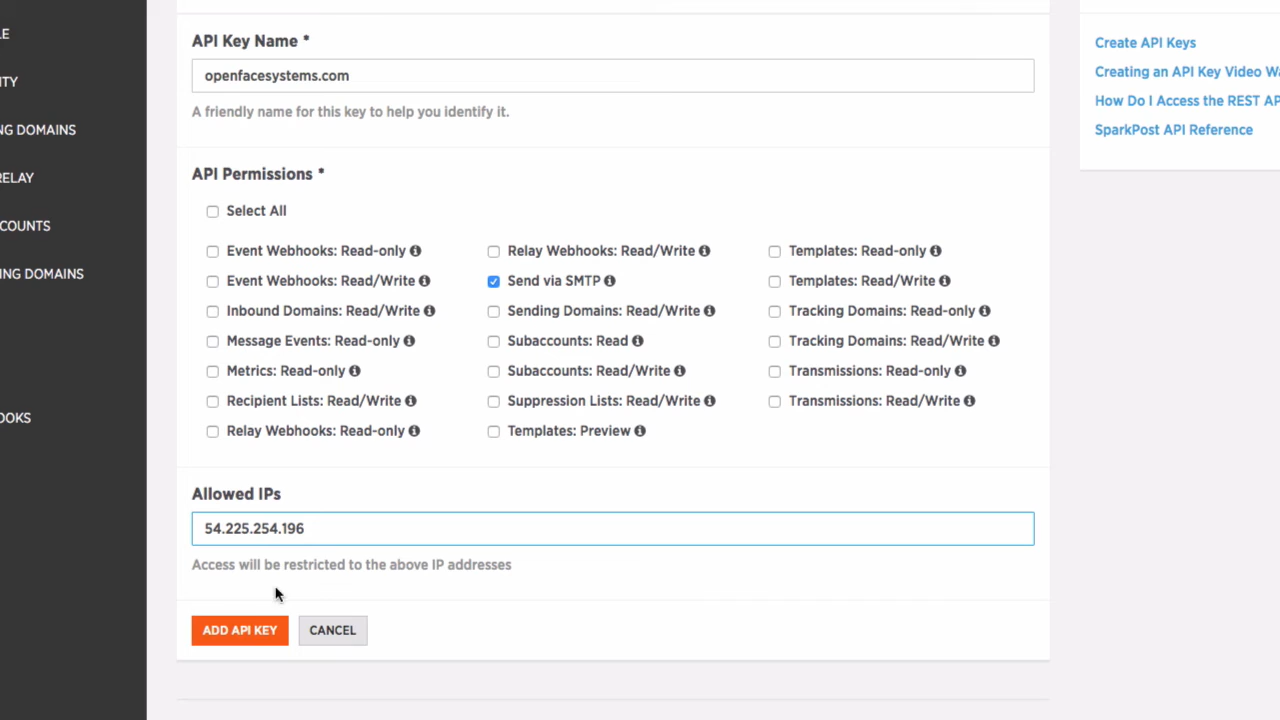 LE
ITY
NG DOMAINS
RELAY
COUNTS
ING DOMAINS
OOKS
API Key Name *
openfacesystems.com
A friendly name for this key to help you identify it.
API Permissions *
Select All
Event Webhooks: Read-only
Event Webhooks: Read/Write
Inbound Domains: Read/Write
Message Events: Read-only
Metrics: Read-only
Recipient Lists: Read/Write
Relay Webhooks: Read-only
Relay Webhooks: Read/Write
Send via SMTP
Sending Domains: Read/Write
Subaccounts: Read
Subaccounts: Read/Write
Suppression Lists: Read/Write
Templates: Preview
Templates: Read-only
Templates: Read/Write
Tracking Domains: Read-only
Tracking Domains: Read/Write
Transmissions: Read-only
Transmissions: Read/Write
Allowed IPs
54.225.254.196
Access will be restricted to the above IP addresses
ADD API KEY
CANCEL
Create API Keys
Creating an API Key Video Wa
How Do I Access the REST AP
SparkPost API Reference